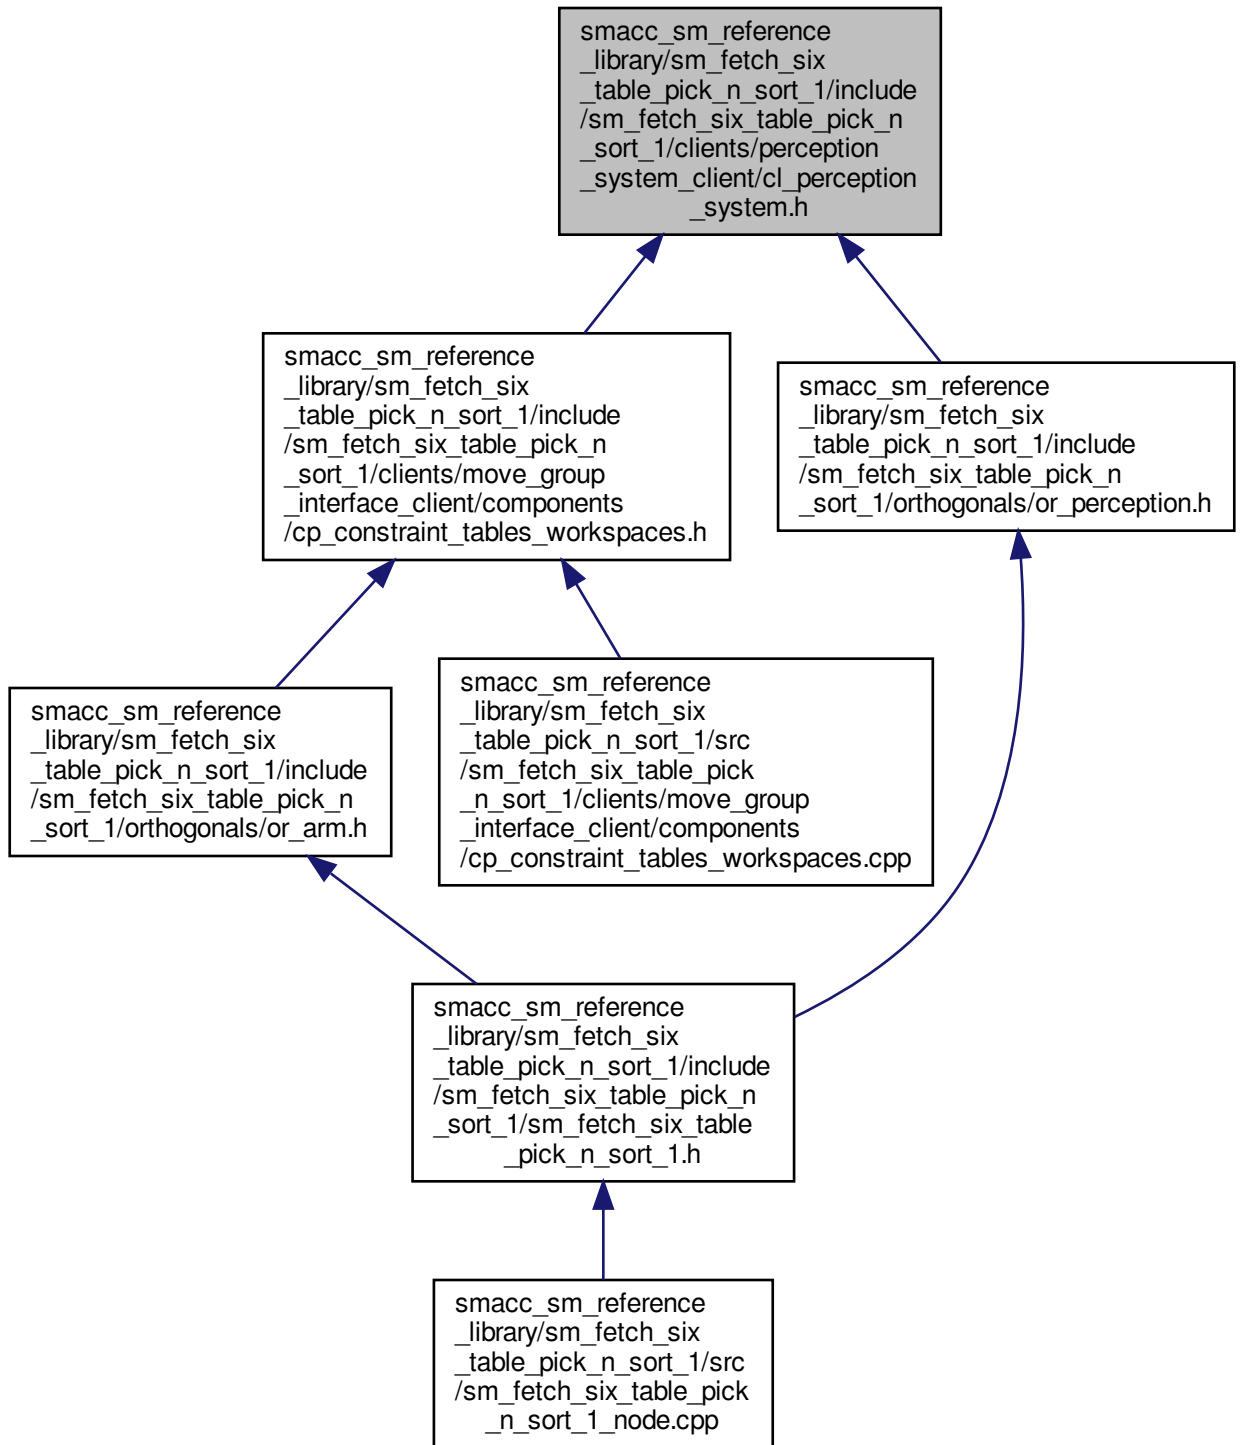 smacc_sm_reference
_library/sm_fetch_six
_table_pick_n_sort_1/include
/sm_fetch_six_table_pick_n
_sort_1/clients/perception
_system_client/cl_perception
_system.h
smacc_sm_reference
_library/sm_fetch_six
_table_pick_n_sort_1/include
/sm_fetch_six_table_pick_n
_sort_1/clients/move_group
_interface_client/components
/cp_constraint_tables_workspaces.h
smacc_sm_reference
_library/sm_fetch_six
_table_pick_n_sort_1/include
/sm_fetch_six_table_pick_n
_sort_1/orthogonals/or_perception.h
smacc_sm_reference
_library/sm_fetch_six
_table_pick_n_sort_1/include
/sm_fetch_six_table_pick_n
_sort_1/orthogonals/or_arm.h
smacc_sm_reference
_library/sm_fetch_six
_table_pick_n_sort_1/src
/sm_fetch_six_table_pick
_n_sort_1/clients/move_group
_interface_client/components
/cp_constraint_tables_workspaces.cpp
smacc_sm_reference
_library/sm_fetch_six
_table_pick_n_sort_1/include
/sm_fetch_six_table_pick_n
_sort_1/sm_fetch_six_table
_pick_n_sort_1.h
smacc_sm_reference
_library/sm_fetch_six
_table_pick_n_sort_1/src
/sm_fetch_six_table_pick
_n_sort_1_node.cpp